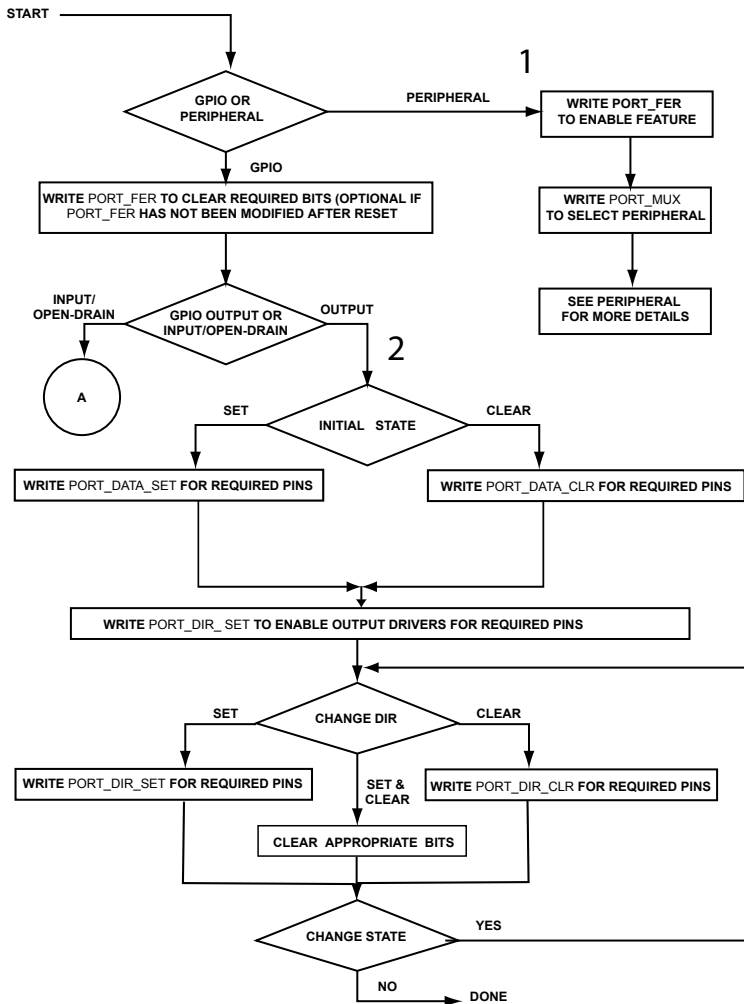 START
1
GPIO OR
PERIPHERAL
PERIPHERAL
WRITE PORT_FER
TO ENABLE FEATURE
GPIO
WRITE PORT_FER TO CLEAR REQUIRED BITS (OPTIONAL IF
PORT_FER HAS NOT BEEN MODIFIED AFTER RESET
WRITE PORT_MUX
TO SELECT PERIPHERAL
INPUT/
OPEN-DRAIN
GPIO OUTPUT OR
INPUT/OPEN-DRAIN
OUTPUT
SEE PERIPHERAL
FOR MORE DETAILS
2
A
SET
INITIAL STATE
CLEAR
WRITE PORT_DATA_SET FOR REQUIRED PINS
WRITE PORT_DATA_CLR FOR REQUIRED PINS
WRITE PORT_DIR_ SET TO ENABLE OUTPUT DRIVERS FOR REQUIRED PINS
SET
CHANGE DIR
CLEAR
WRITE PORT_DIR_SET FOR REQUIRED PINS
SET &
CLEAR
WRITE PORT_DIR_CLR FOR REQUIRED PINS
CLEAR APPROPRIATE BITS
CHANGE STATE
YES
NO
DONE